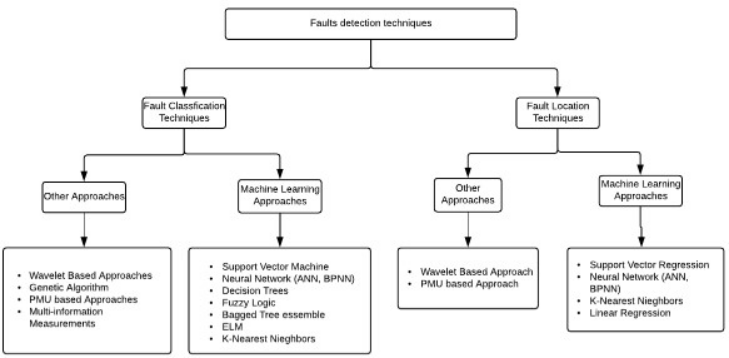 Faults detection techniques
Fault Classfication
Techniques
Fault Location
Techniques
Other Approaches
Machine Learning
Approaches
Other
Approaches
Machine Learning
Approaches
• Wavelet Based Approaches
• Genetic Algorithm
• PMU based Approaches
• Multi-information
Measurements
• Support Vector Machine
• Neural Network (ANN, BPNN)
• Decision Trees
• Fuzzy Logic
• Bagged Tree essemble
• ELM
• K-Nearest Nieghbors
• Wavelet Based Approach
• PMU based Approach
• Support Vector Regression
• Neural Network (ANN,
BPNN)
• K-Nearest Nieghbors
• Linear Regression